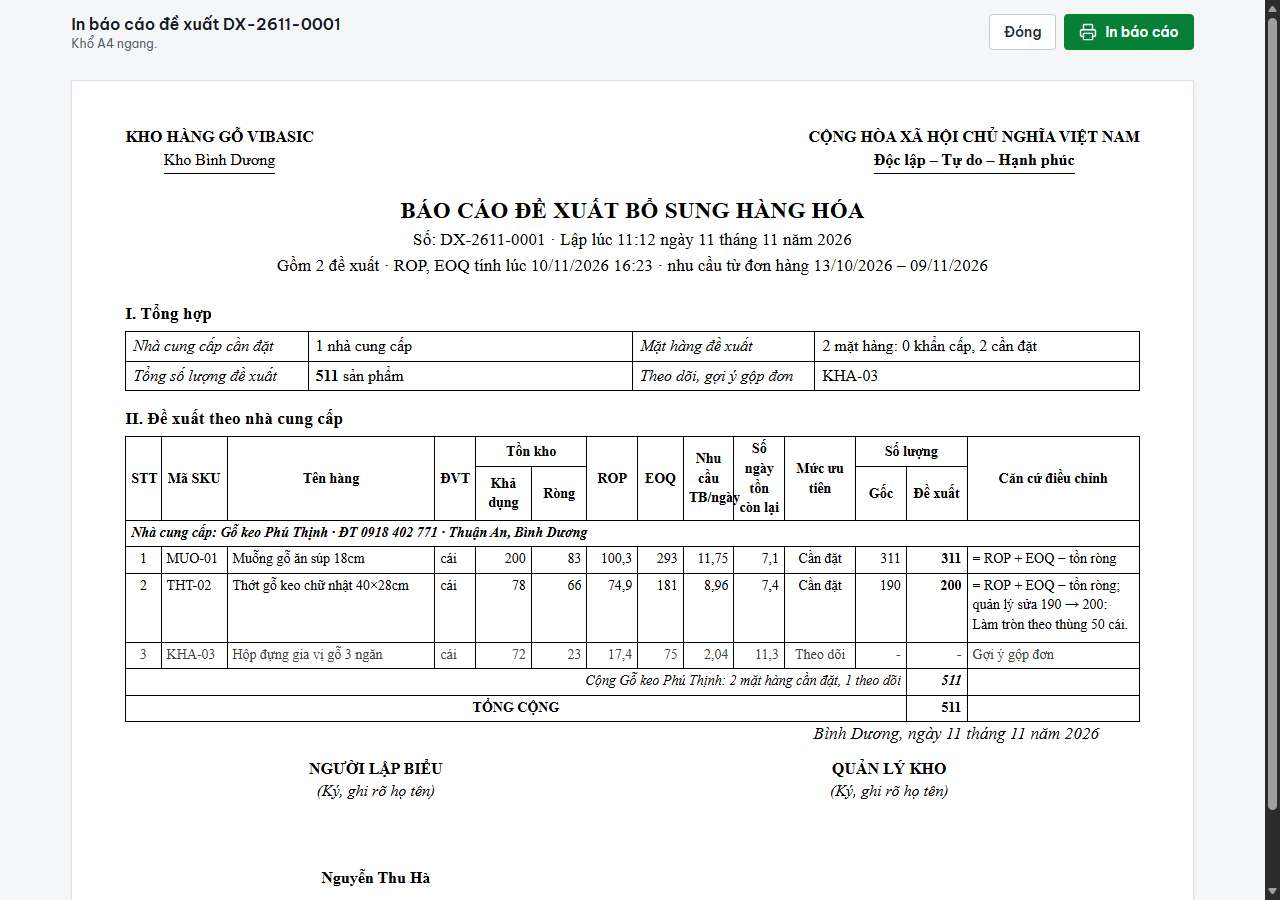 In báo cáo đề xuất DX-2611-0001
Khổ A4 ngang.
Đóng
In báo cáo
KHO HÀNG GỖ VIBASIC
Kho Bình Dương
CỘNG HÒA XÃ HỘI CHỦ NGHĨA VIỆT NAM
Độc lập – Tự do – Hạnh phúc
BÁO CÁO ĐỀ XUẤT BỔ SUNG HÀNG HÓA
Số: DX-2611-0001 · Lập lúc 11:12 ngày 11 tháng 11 năm 2026
Gồm 2 đề xuất · ROP, EOQ tính lúc 10/11/2026 16:23 · nhu cầu từ đơn hàng 13/10/2026 – 09/11/2026
I. Tổng hợp
Nhà cung cấp cần đặt 1 nhà cung cấp Mặt hàng đề xuất 2 mặt hàng: 0 khẩn cấp, 2 cần đặt
Tổng số lượng đề xuất 511 sản phẩm Theo dõi, gợi ý gộp đơn KHA-03
II. Đề xuất theo nhà cung cấp
STT Mã SKU Tên hàng ĐVT Tồn kho ROP EOQ Nhu cầu TB/ngày Số ngày tồn còn lại Mức ưu tiên Số lượng Căn cứ điều chỉnh
Khả dụng Ròng Gốc Đề xuất
Nhà cung cấp: Gỗ keo Phú Thịnh · ĐT 0918 402 771 · Thuận An, Bình Dương
1 MUO-01 Muỗng gỗ ăn súp 18cm cái 200 83 100,3 293 11,75 7,1 Cần đặt 311 311 = ROP + EOQ − tồn ròng
2 THT-02 Thớt gỗ keo chữ nhật 40×28cm cái 78 66 74,9 181 8,96 7,4 Cần đặt 190 200 = ROP + EOQ − tồn ròng;
quản lý sửa 190 → 200:
Làm tròn theo thùng 50 cái.
3 KHA-03 Hộp đựng gia vị gỗ 3 ngăn cái 72 23 17,4 75 2,04 11,3 Theo dõi - - Gợi ý gộp đơn
Cộng Gỗ keo Phú Thịnh: 2 mặt hàng cần đặt, 1 theo dõi 511
TỔNG CỘNG 511
Bình Dương, ngày 11 tháng 11 năm 2026
NGƯỜI LẬP BIỂU
(Ký, ghi rõ họ tên)
QUẢN LÝ KHO
(Ký, ghi rõ họ tên)
Nguyễn Thu Hà